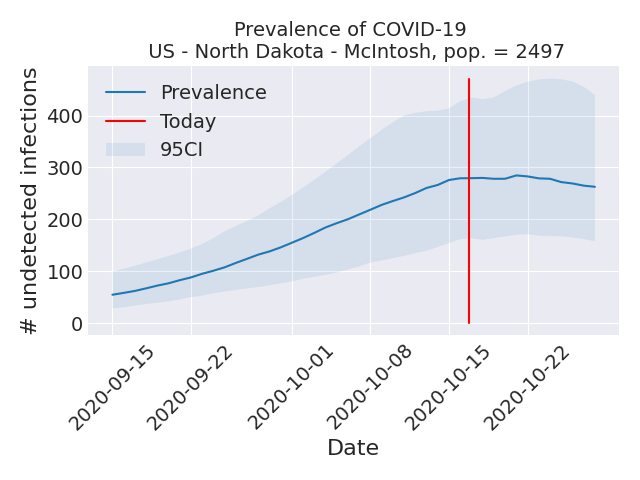 Prevalence of COVID-19
US - North Dakota - McIntosh, pop. = 2497
# undetected infections
400
300
200
100
0
Prevalence
Today
95CI
2020-09-15
2020-09-22
2020-10-01
2020-10-08
2020-10-15
2020-10-22
Date